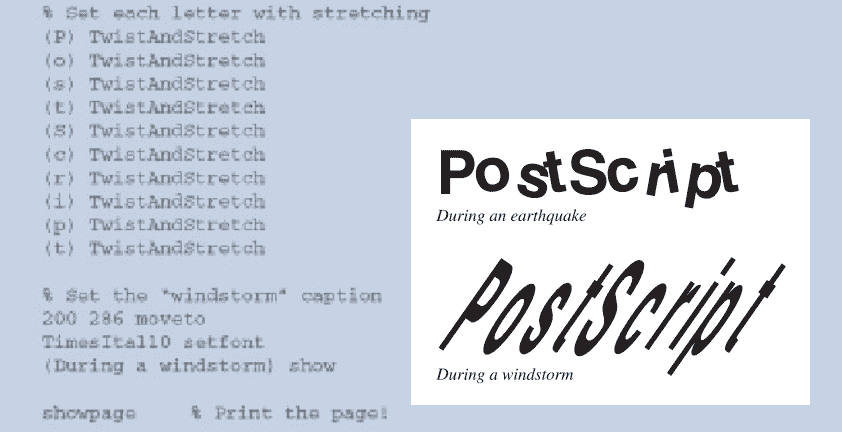 % Set each letter with stretching
(P) TwistAndStretch
(o) TwistAndStretch
(s) TwistAndStretch
(t) TwistAndStretch
(S) TwistAndStretch
(c) TwistAndStretch
(r) TwistAndStretch
(i) TwistAndStretch
(p) TwistAndStretch
(t) TwistAndStretch
% Set the "windstorm" caption
200 286 moveto
TimesItal10 setfont
(During a windstorm) show
showpage % Print the page!
PostScript
During an earthquake
PostScript
During a windstorm